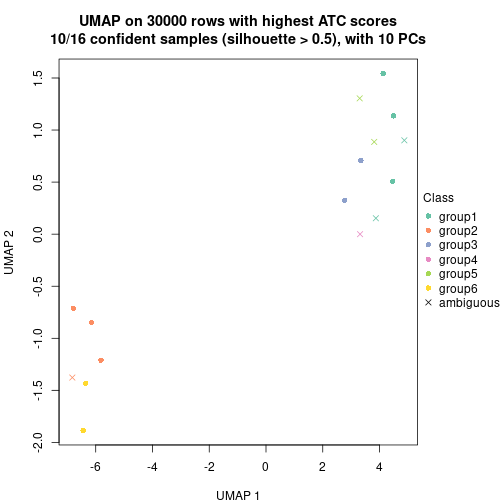 UMAP on 30000 rows with highest ATC scores
10/16 confident samples (silhouette > 0.5), with 10 PCs
UMAP 2
1.5
1.0
0.5
0.0
-0.5
-1.0
-1.5
-2.0
-6
-4
-2
0
2
4
UMAP 1
Class
group1
group2
group3
group4
group5
group6
ambiguous